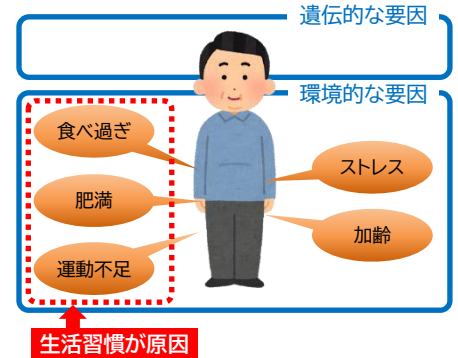 遺伝的な要因
環境的な要因
食べ過ぎ
肥満
運動不足
ストレス
加齢
生活習慣が原因